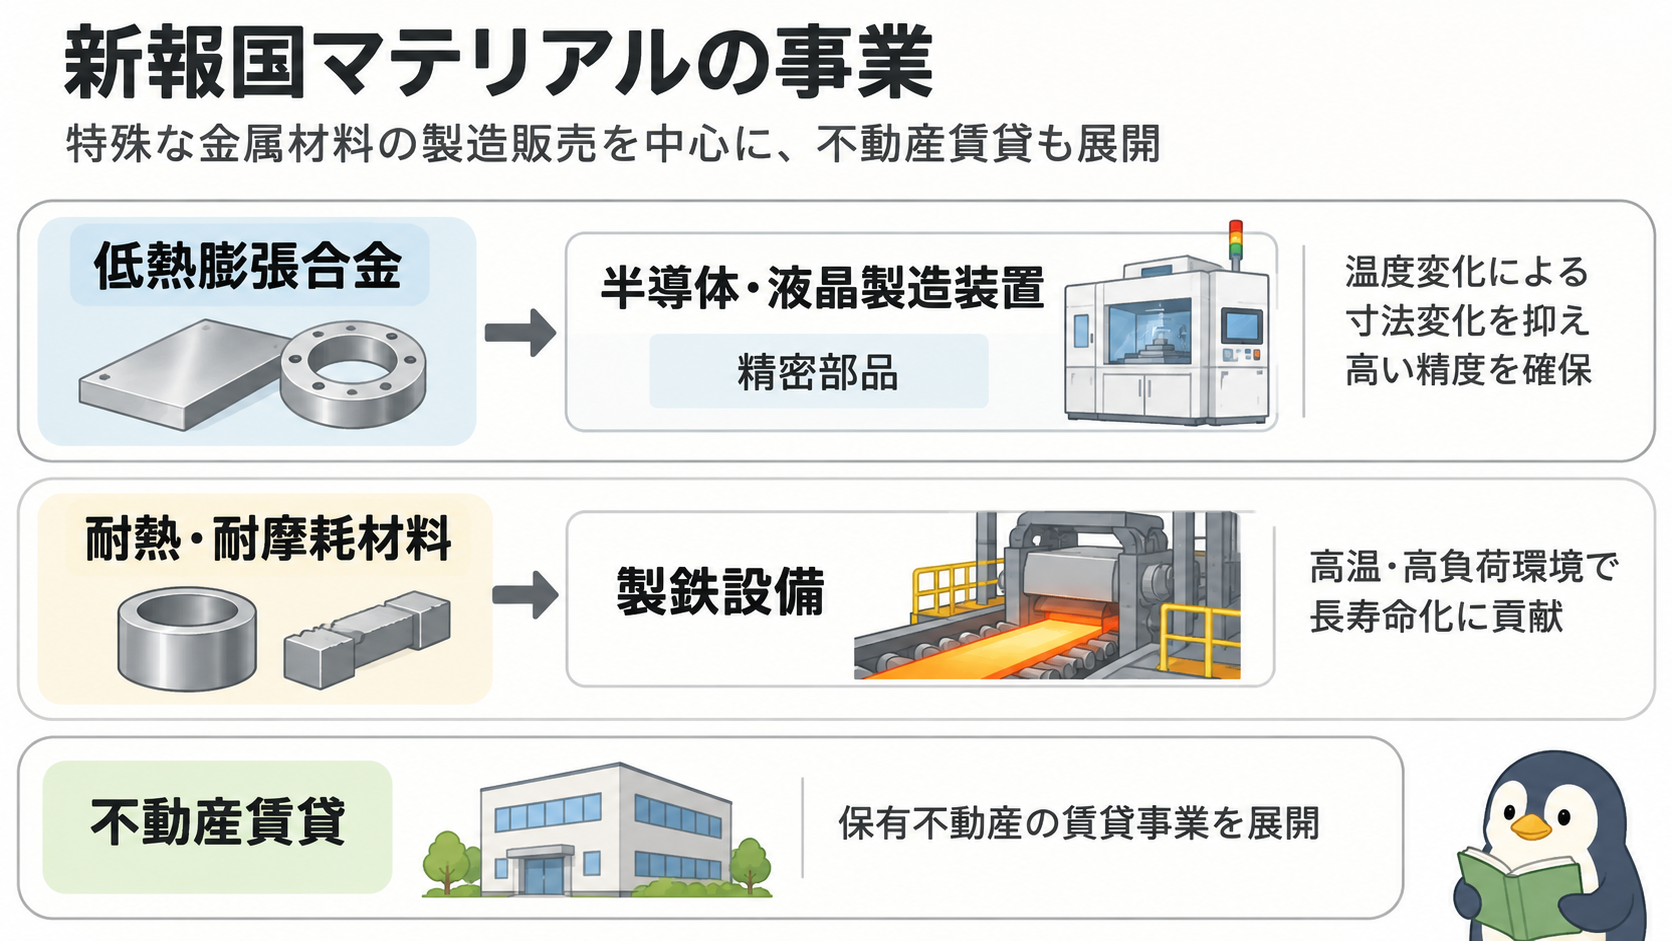 新報国マテリアルの事業
特殊な金属材料の製造販売を中心に、不動産賃貸も展開
低熱膨張合金
半導体・液晶製造装置
精密部品
温度変化による
寸法変化を抑え
高い精度を確保
耐熱・耐摩耗材料
製鉄設備
高温・高負荷環境で
長寿命化に貢献
不動産賃貸
保有不動産の賃貸事業を展開